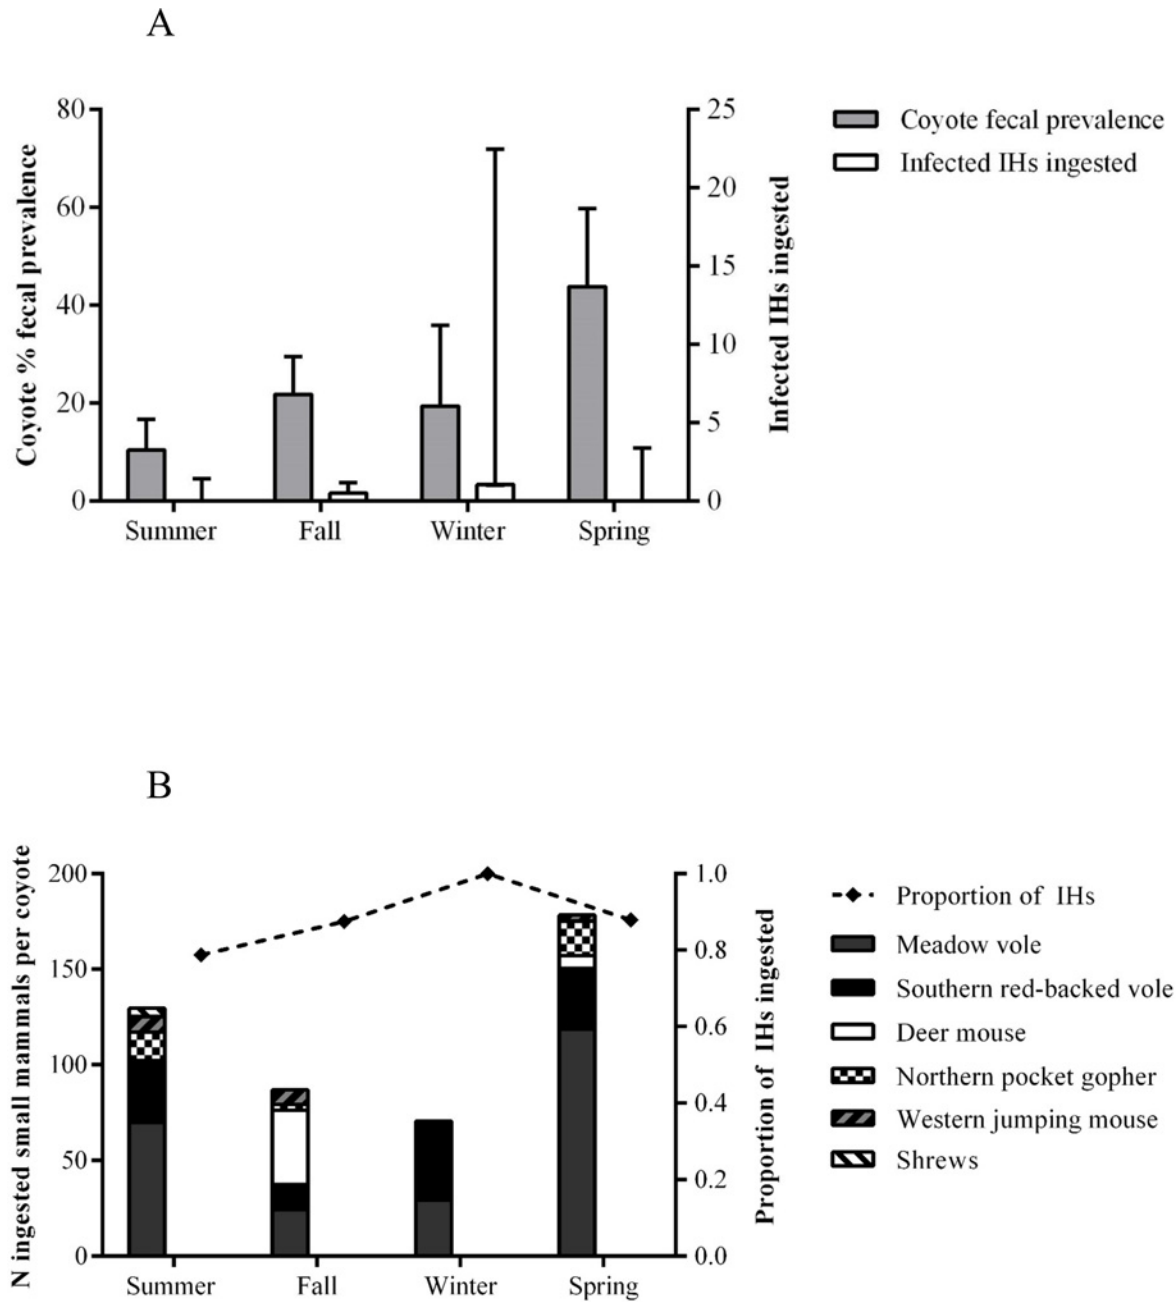 A
Coyote % fecal prevalence
80
60
40
20
0
Summer
Fall
Winter
Spring
25
20
15
10
5
0
Infected IHs ingested
Coyote fecal prevalence
Infected IHs ingested
B
N ingested small mammals per coyote
200
150
100
50
0
Summer
Fall
Winter
Spring
1.0
0.8
0.6
0.4
0.2
0.0
Proportion of IHs ingested
Proportion of IHs
Meadow vole
Southern red-backed vole
Deer mouse
Northern pocket gopher
Western jumping mouse
Shrews